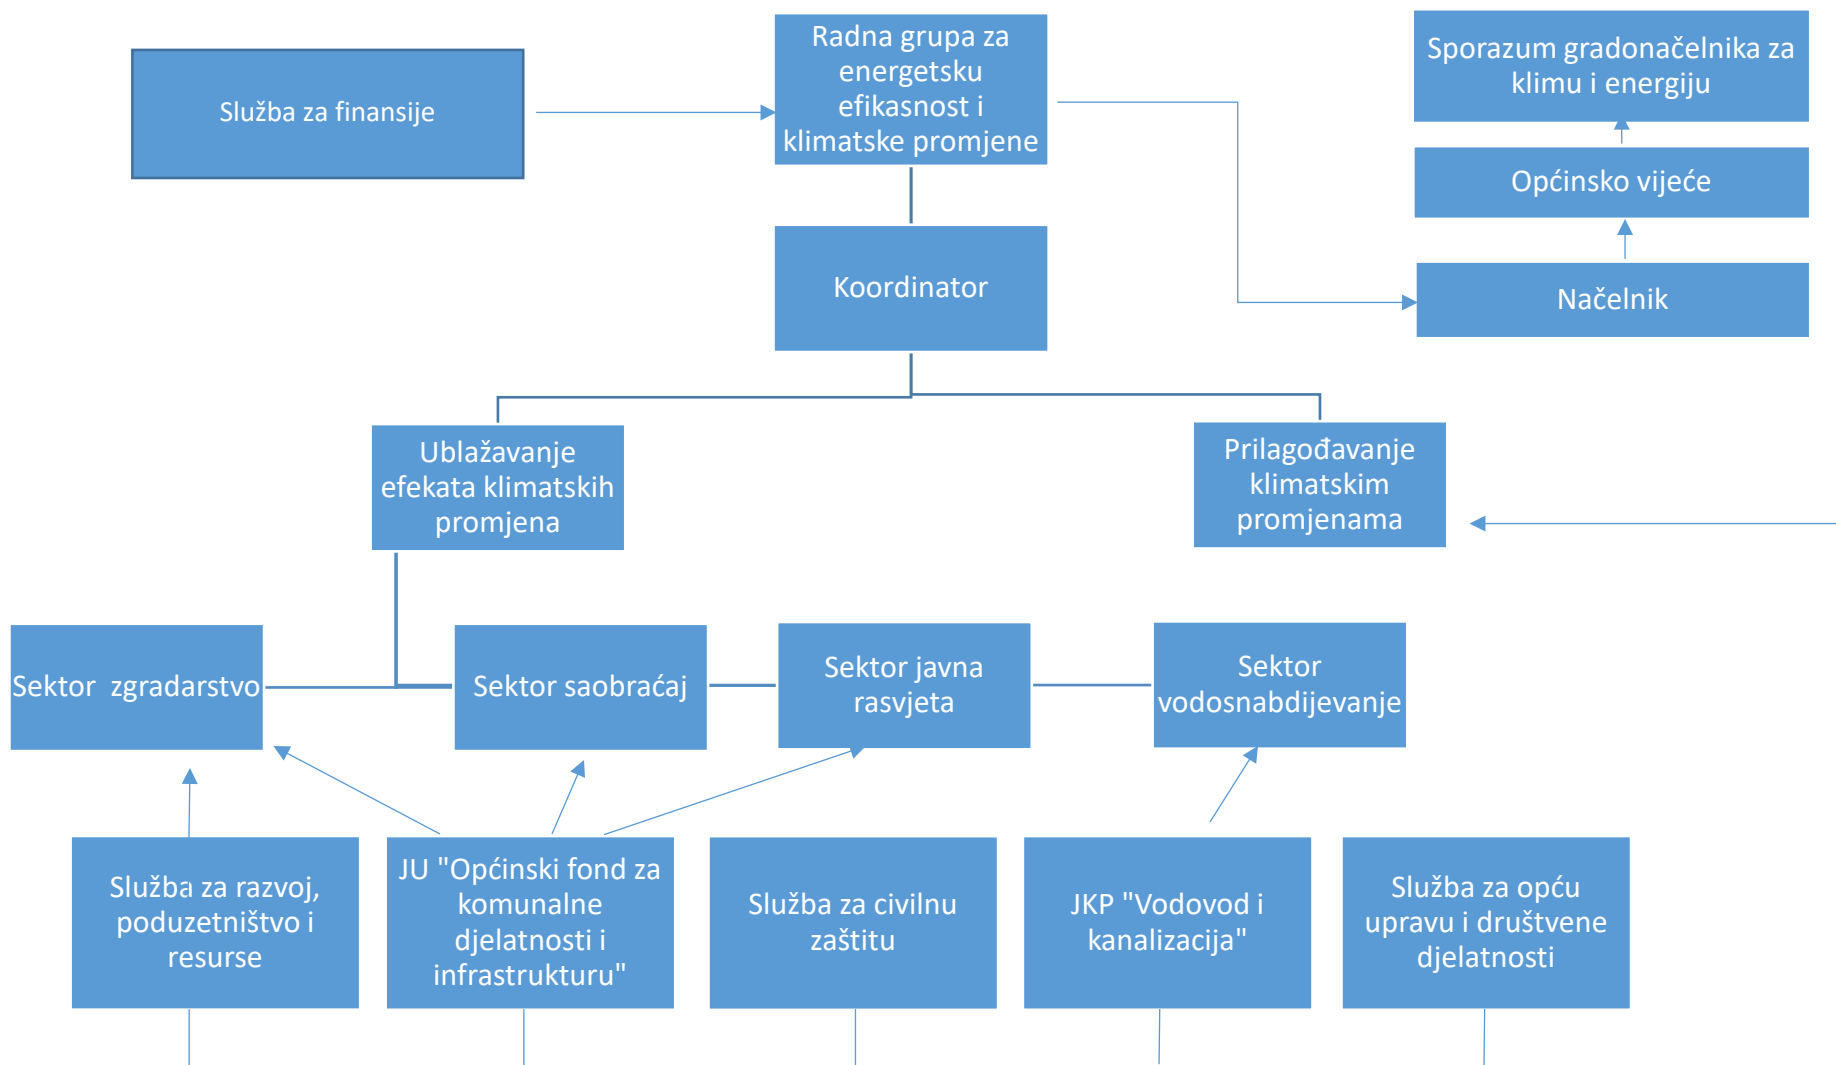 Služba za finansije
Radna grupa za
energetsku
efikasnost i
klimatske promjene
Sporazum gradonačelnika za
klimu i energiju
Općinsko vijeće
Načelnik
Koordinator
Ublažavanje
efekata klimatskih
promjena
Prilagođavanje
klimatskim
promjenama
Sektor  zgradarstvo
Sektor saobraćaj
Sektor javna
rasvjeta
Sektor
vodosnabdijevanje
Služba za razvoj,
poduzetništvo i
resurse
JU "Općinski fond za
komunalne
djelatnosti i
infrastrukturu"
Služba za civilnu
zaštitu
JKP "Vodovod i
kanalizacija"
Služba za opću
upravu i društvene
djelatnosti